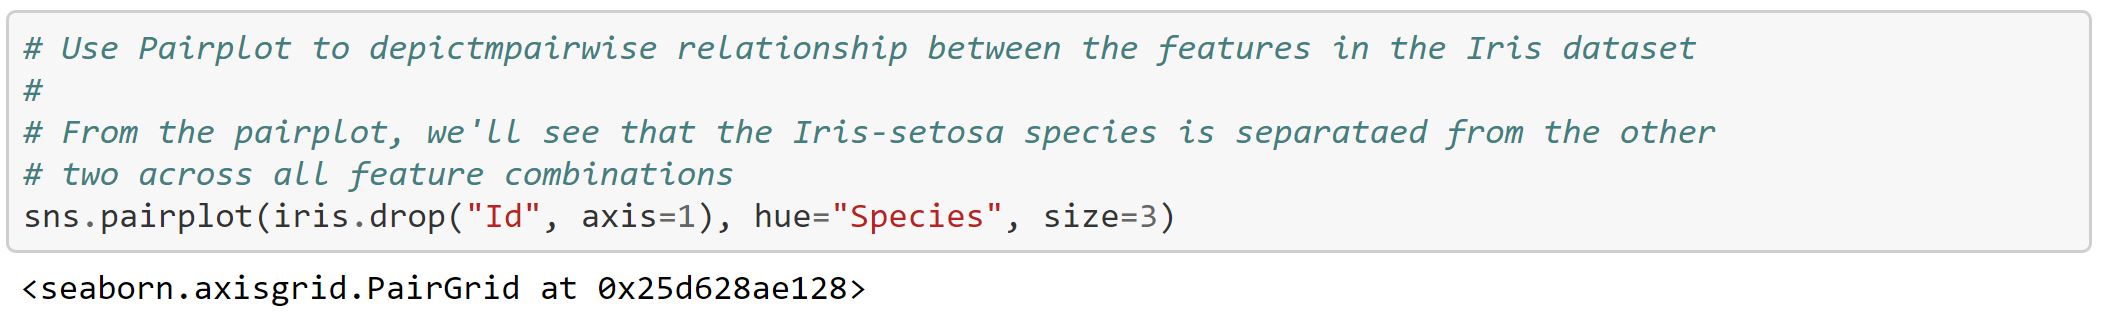 # Use Pairplot to depictmpairwise relationship between the features in the Iris dataset
#
# From the pairplot, we'll see that the Iris-setosa species is separataed from the other
# two across all feature combinations
sns.pairplot(iris.drop("Id", axis=1), hue="Species", size=3)
<seaborn.axisgrid.PairGrid at 0x25d628ae128>